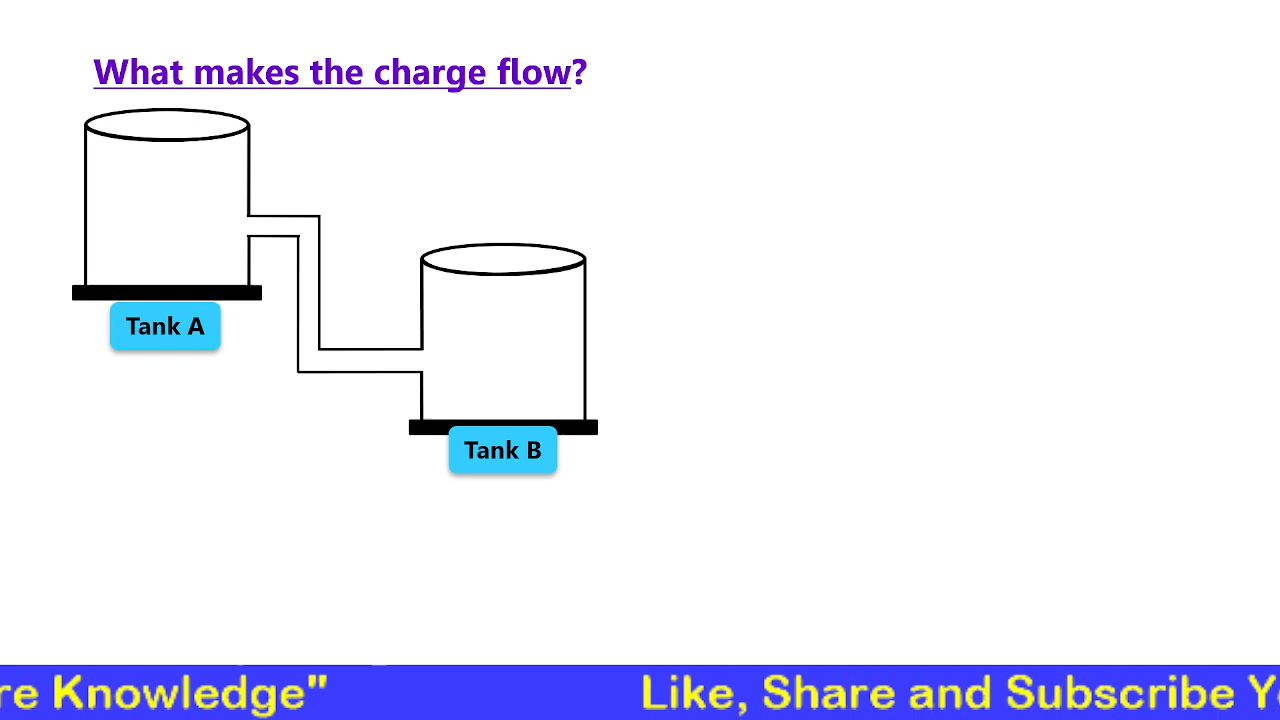 What makes the charge flow?
Tank A
Tank B
Knowledge" Like, Share and Subscribe